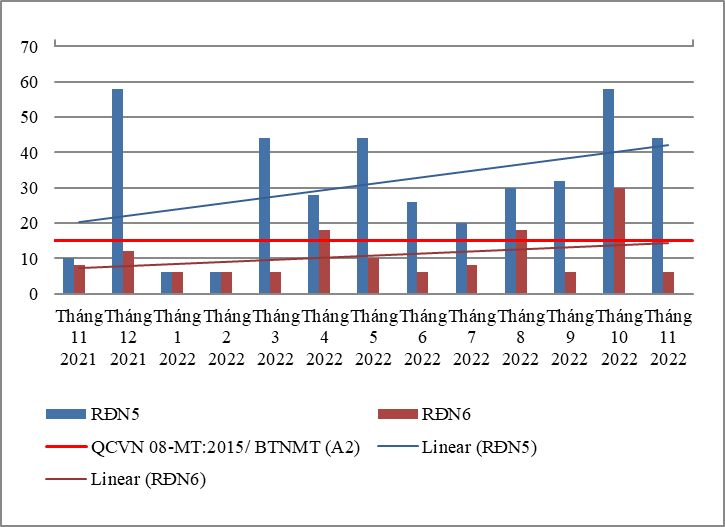 70
60
50
40
30
20
10
0
Tháng 11 2021
Tháng 12 2021
Tháng 1 2022
Tháng 2 2022
Tháng 3 2022
Tháng 4 2022
Tháng 5 2022
Tháng 6 2022
Tháng 7 2022
Tháng 8 2022
Tháng 9 2022
Tháng 10 2022
Tháng 11 2022
RĐN5
RĐN6
QCVN 08-MT:2015/ BTNMT (A2)
Linear (RĐN5)
Linear (RĐN6)